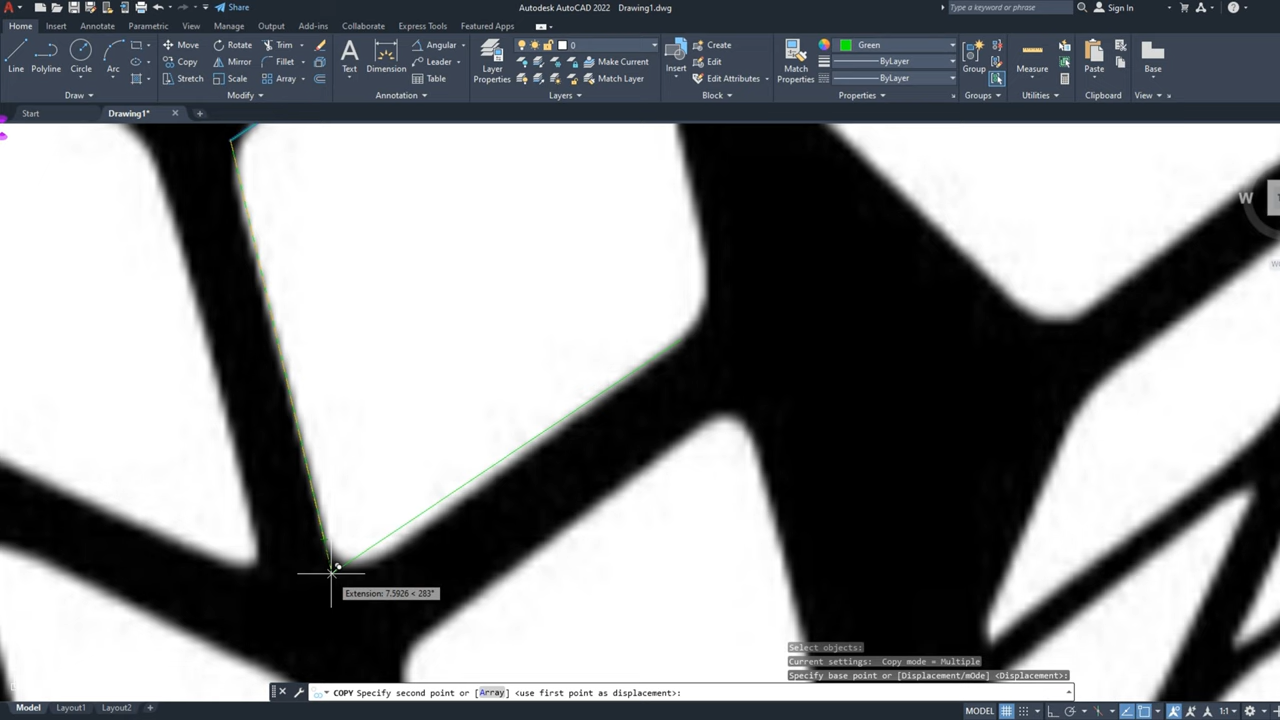 Share
Autodesk AutoCAD 2022 Drawing1.dwg
Type a keyword or phrase
Sign In
Home Insert Annotate Parametric View Manage Output Add-ins Collaborate Express Tools Featured Apps
Line Polyline Circle Arc
Move Rotate Trim
Copy Mirror Fillet
Stretch Scale Array
Text Dimension
Angular
Leader
Table
Layer Properties
0
Make Current
Match Layer
Insert
Create
Edit
Edit Attributes
Match Properties
Green
ByLayer
ByLayer
Group
Measure
Paste
Base
Draw Modify Annotation Layers Block Properties Groups Utilities Clipboard View
Start Drawing1*
W
Extension: 7.5926 < 283°
Select objects:
Current settings: Copy mode = Multiple
Specify base point or [Displacement/mOde] <Displacement>:
COPY Specify second point or [Array] <use first point as displacement>:
Model Layout1 Layout2
MODEL
1:1